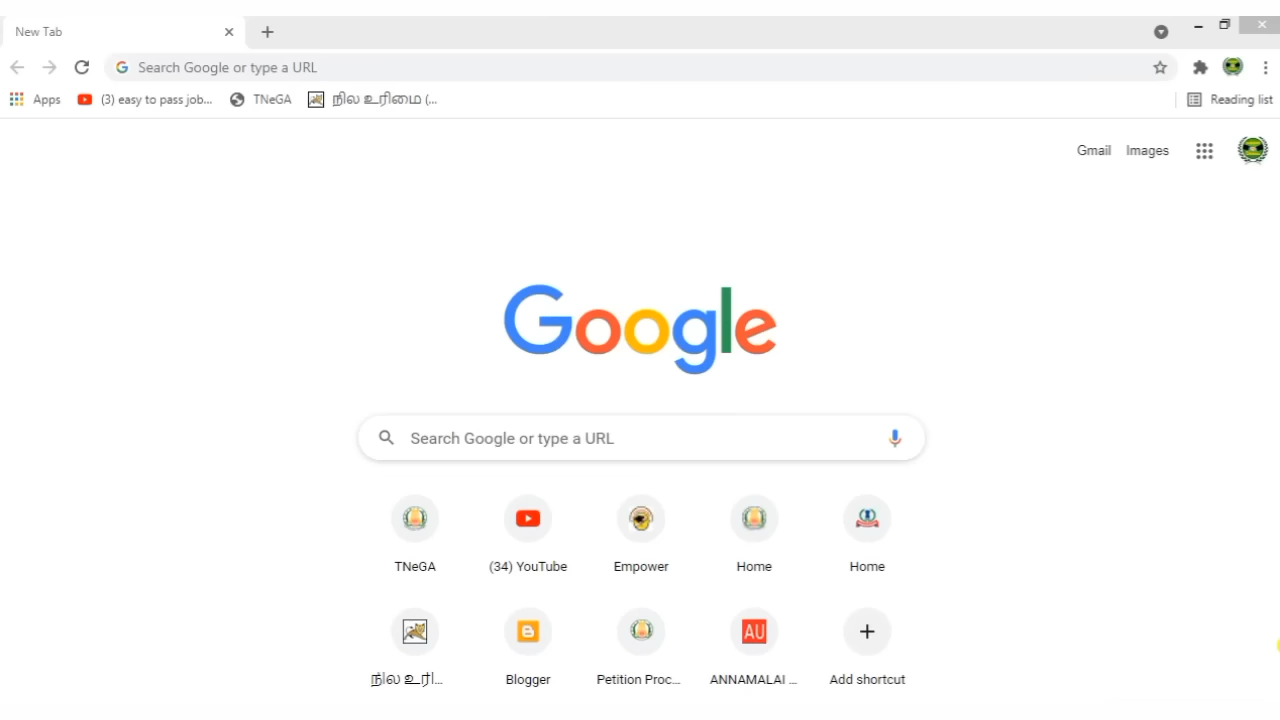 New Tab
Search Google or type a URL
Apps (3) easy to pass job... TNeGA நில உரிமை (... Reading list
Gmail Images
Google
Search Google or type a URL
TNeGA (34) YouTube Empower Home Home
AU
நில உரி... Blogger Petition Proc... ANNAMALAI ... Add shortcut